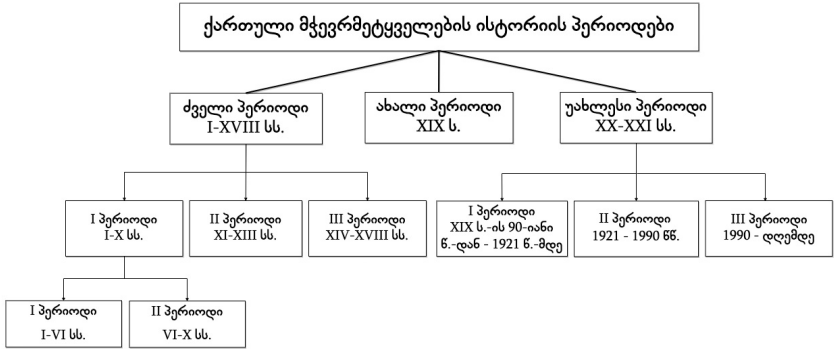 ქართული მჭევრმეტყველების ისტორიის პერიოდები
ძველი პერიოდი
I-XVIII სს.
ახალი პერიოდი
XIX ს.
უახლესი პერიოდი
XX-XXI სს.
I პერიოდი
I-X სს.
II პერიოდი
XI-XIII სს.
III პერიოდი
XIV-XVIII სს.
I პერიოდი
XIX ს.-ის 90-იანი
წ.-დან - 1921 წ.-მდე
II პერიოდი
1921 - 1990 წწ.
III პერიოდი
1990 - დღემდე
I პერიოდი
I-VI სს.
II პერიოდი
VI-X სს.